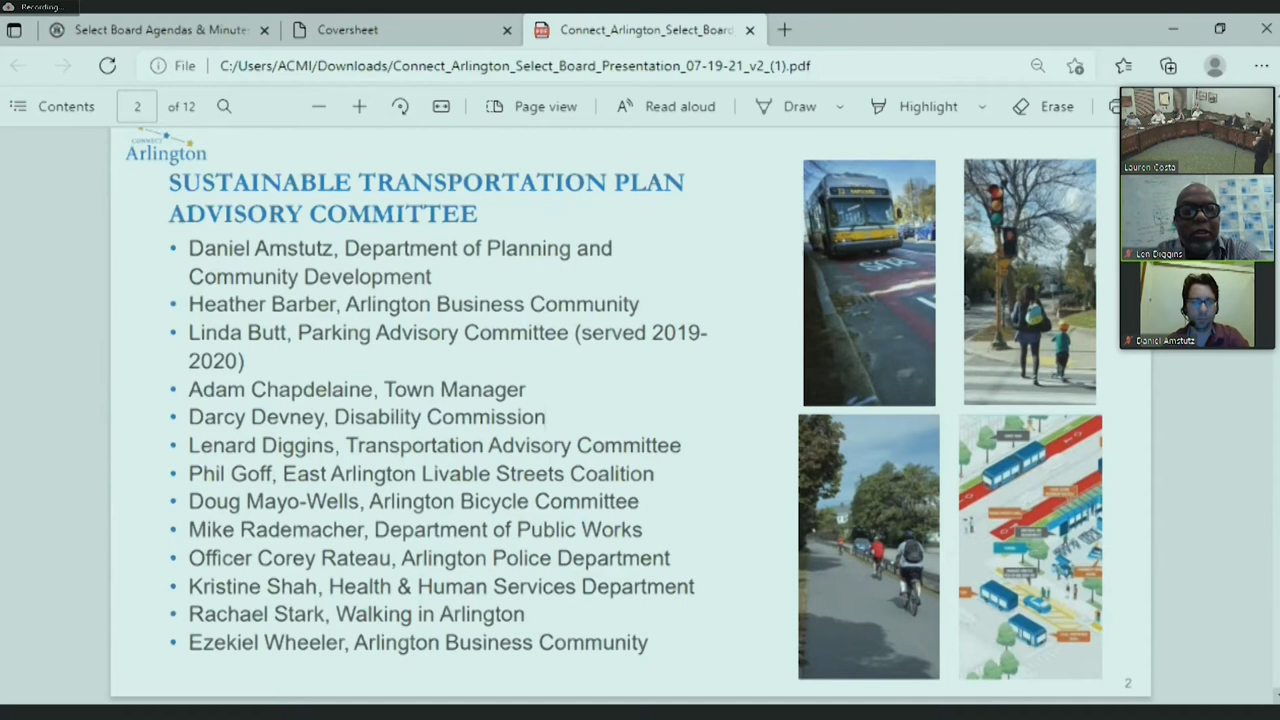 Recording...
Select Board Agendas & Minute
Coversheet
Connect_Arlington_Select_Board
File
C:/Users/ACMI/Downloads/Connect_Arlington_Select_Board_Presentation_07-19-21_v2_(1).pdf
Contents
2
of 12
Page view
Read aloud
Draw
Highlight
Erase
CONNECT
Arlington
SUSTAINABLE TRANSPORTATION PLAN
ADVISORY COMMITTEE
• Daniel Amstutz, Department of Planning and
Community Development
• Heather Barber, Arlington Business Community
• Linda Butt, Parking Advisory Committee (served 2019-
2020)
• Adam Chapdelaine, Town Manager
• Darcy Devney, Disability Commission
• Lenard Diggins, Transportation Advisory Committee
• Phil Goff, East Arlington Livable Streets Coalition
• Doug Mayo-Wells, Arlington Bicycle Committee
• Mike Rademacher, Department of Public Works
• Officer Corey Rateau, Arlington Police Department
• Kristine Shah, Health & Human Services Department
• Rachael Stark, Walking in Arlington
• Ezekiel Wheeler, Arlington Business Community
2
Lauren Costa
Len Diggins
Daniel Amstutz